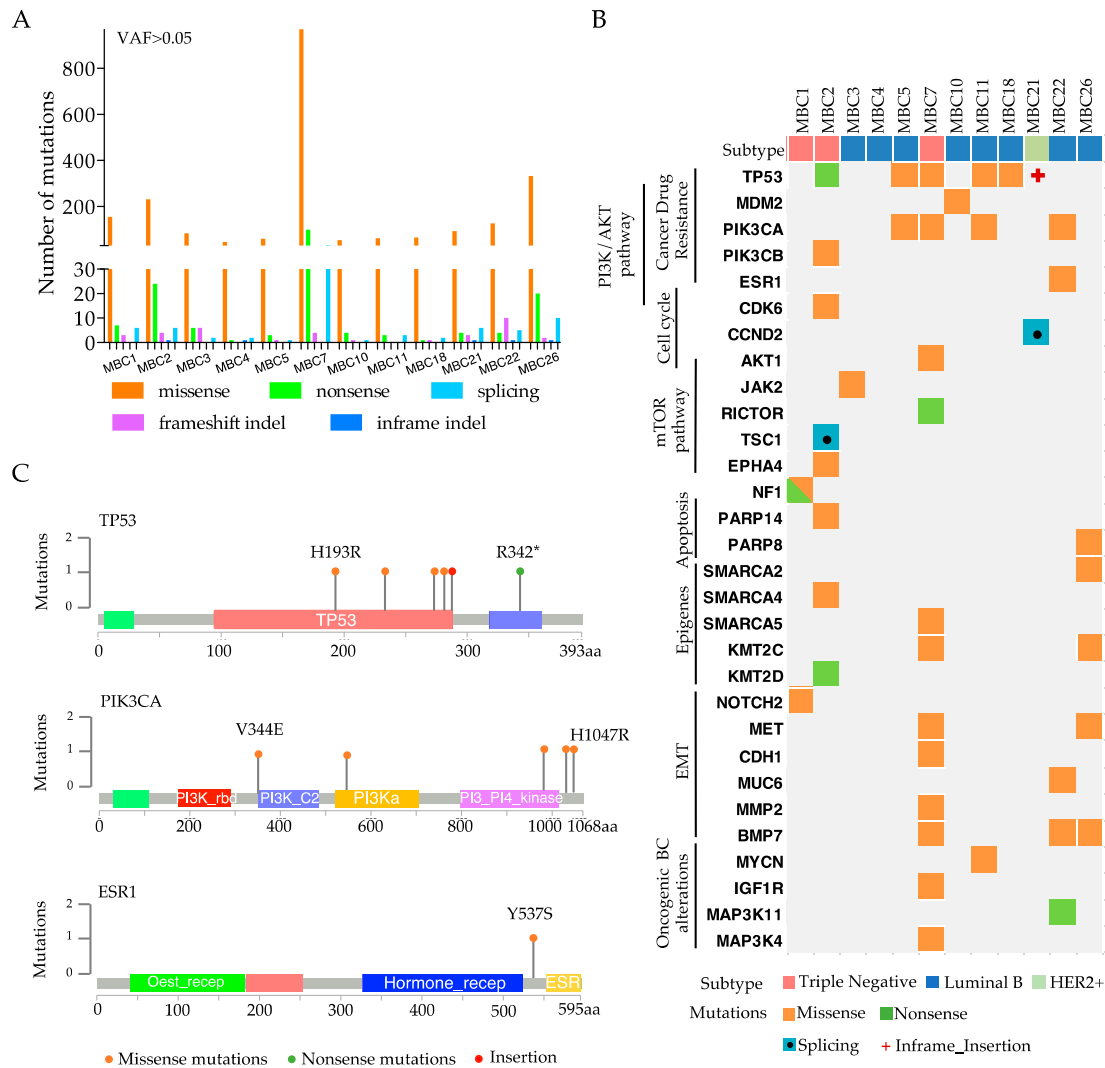 A
VAF>0.05
Number of mutations
800
600
400
200
30
20
10
0
MBC1
MBC2
MBC3
MBC4
MBC5
MBC7
MBC10
MBC11
MBC18
MBC21
MBC22
MBC26
missense
nonsense
splicing
frameshift indel
inframe indel
B
MBC1
MBC2
MBC3
MBC4
MBC5
MBC7
MBC10
MBC11
MBC18
MBC21
MBC22
MBC26
Subtype
PI3K/AKT
pathway
Cancer Drug
Resistance
Cell cycle
mTOR
pathway
Apoptosis
Epigenes
EMT
Oncogenic BC
alterations
TP53
MDM2
PIK3CA
PIK3CB
ESR1
CDK6
CCND2
AKT1
JAK2
RICTOR
TSC1
EPHA4
NF1
PARP14
PARP8
SMARCA2
SMARCA4
SMARCA5
KMT2C
KMT2D
NOTCH2
MET
CDH1
MUC6
MMP2
BMP7
MYCN
IGF1R
MAP3K11
MAP3K4
Subtype
Triple Negative
Luminal B
HER2+
Mutations
Missense
Nonsense
Splicing
Inframe_Insertion
C
TP53
Mutations
2
1
0
H193R
R342*
TP53
0
100
200
300
393aa
PIK3CA
Mutations
2
1
0
V344E
H1047R
PI3K_rbd
PI3K_C2
PI3Ka
PI3_PI4_kinase
0
200
400
600
800
1000
1068aa
ESR1
Mutations
2
1
0
Y537S
Oest_recep
Hormone_recep
ESR
0
100
200
300
400
500
595aa
Missense mutations
Nonsense mutations
Insertion